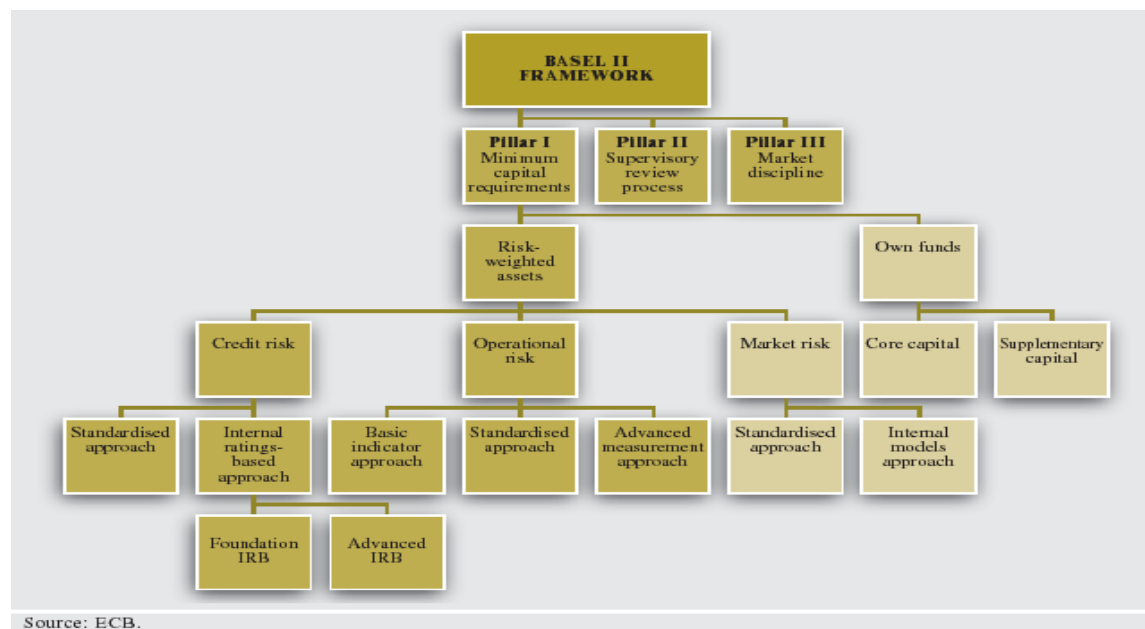 BASEL II
FRAMEWORK
Pillar I
Minimum
capital
requirements
Pillar II
Supervisory
review
process
Pillar III
Market
discipline
Risk-
weighted
assets
Own funds
Credit risk
Operational
risk
Market risk
Core capital
Supplementary
capital
Standardised
approach
Internal
ratings-
based
approach
Basic
indicator
approach
Standardised
approach
Advanced
measurement
approach
Standardised
approach
Internal
models
approach
Foundation
IRB
Advanced
IRB
Source: ECB.